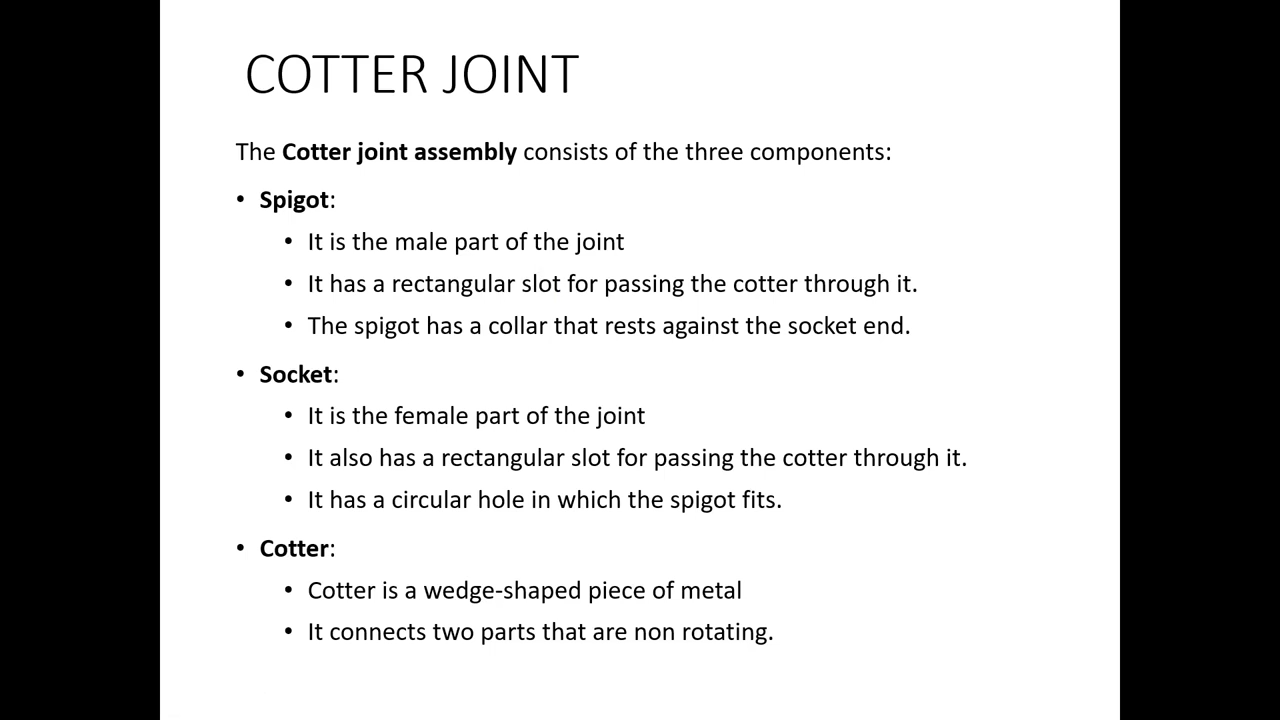 COTTER JOINT
The Cotter joint assembly consists of the three components:
• Spigot:
• It is the male part of the joint
• It has a rectangular slot for passing the cotter through it.
• The spigot has a collar that rests against the socket end.
• Socket:
• It is the female part of the joint
• It also has a rectangular slot for passing the cotter through it.
• It has a circular hole in which the spigot fits.
• Cotter:
• Cotter is a wedge-shaped piece of metal
• It connects two parts that are non rotating.